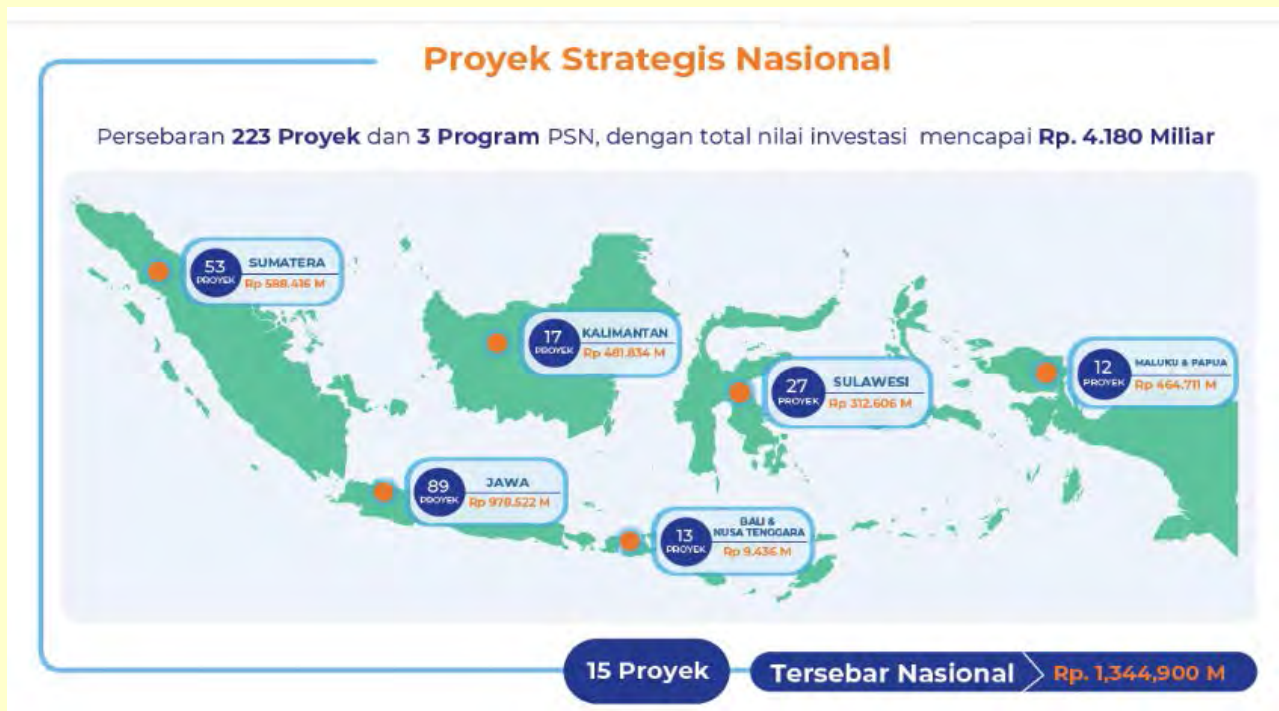 Proyek Strategis Nasional
Persebaran 223 Proyek dan 3 Program PSN, dengan total nilai investasi mencapai Rp. 4.180 Miliar
53
PROYEK
SUMATERA
Rp 588.416 M
17
PROYEK
KALIMANTAN
Rp 481.834 M
27
PROYEK
SULAWESI
Rp 312.606 M
12
PROYEK
MALUKU & PAPUA
Rp 464.711 M
89
PROYEK
JAWA
Rp 978.522 M
13
PROYEK
BALI &
NUSA TENGGARA
Rp 9.436 M
15 Proyek
Tersebar Nasional
Rp. 1,344,900 M